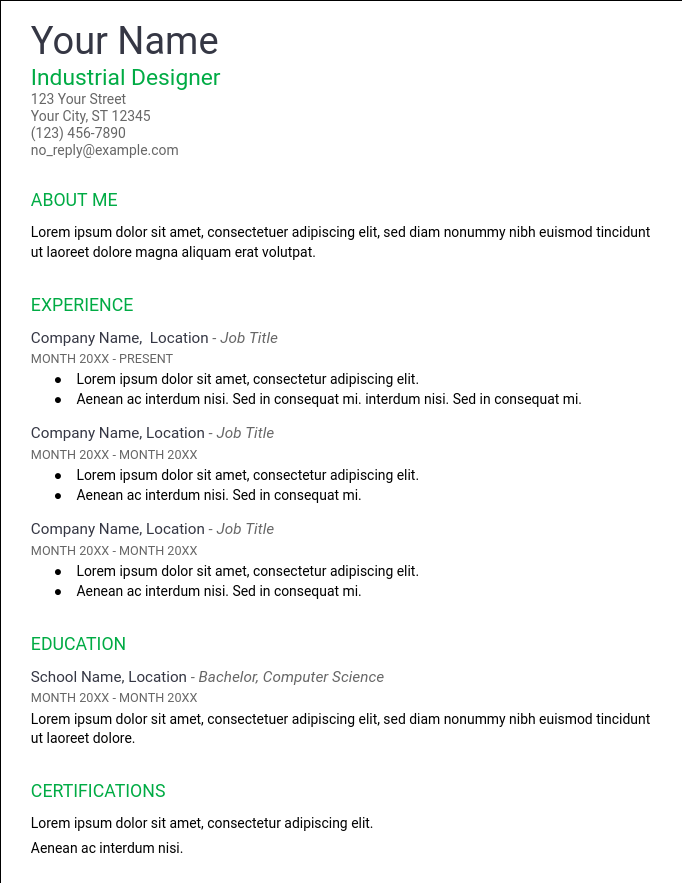 Your Name
Industrial Designer
123 Your Street
Your City, ST 12345
(123) 456-7890
no_reply@example.com
ABOUT ME
Lorem ipsum dolor sit amet, consectetuer adipiscing elit, sed diam nonummy nibh euismod tincidunt
ut laoreet dolore magna aliquam erat volutpat.
EXPERIENCE
Company Name,  Location - Job Title
MONTH 20XX - PRESENT
● Lorem ipsum dolor sit amet, consectetur adipiscing elit.
● Aenean ac interdum nisi. Sed in consequat mi. interdum nisi. Sed in consequat mi.
Company Name, Location - Job Title
MONTH 20XX - MONTH 20XX
● Lorem ipsum dolor sit amet, consectetur adipiscing elit.
● Aenean ac interdum nisi. Sed in consequat mi.
Company Name, Location - Job Title
MONTH 20XX - MONTH 20XX
● Lorem ipsum dolor sit amet, consectetur adipiscing elit.
● Aenean ac interdum nisi. Sed in consequat mi.
EDUCATION
School Name, Location - Bachelor, Computer Science
MONTH 20XX - MONTH 20XX
Lorem ipsum dolor sit amet, consectetuer adipiscing elit, sed diam nonummy nibh euismod tincidunt
ut laoreet dolore.
CERTIFICATIONS
Lorem ipsum dolor sit amet, consectetur adipiscing elit.
Aenean ac interdum nisi.